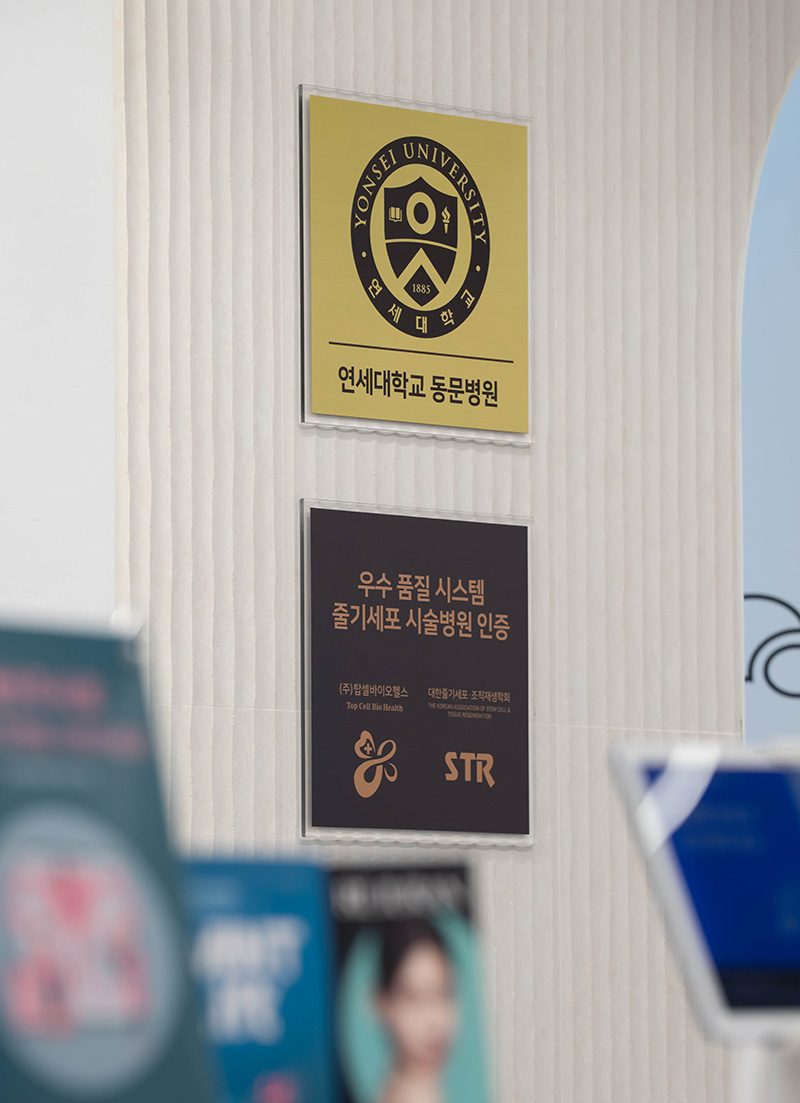 YONSEI UNIVERSITY
1885
연세대학교
연세대학교 동문병원
우수 품질 시스템
줄기세포 시술병원 인증
(주)탑셀바이오헬스
Top Cell Bio Health
대한줄기세포·조직재생학회
THE KOREAN ASSOCIATION OF STEM CELL &
TISSUE REGENERATION
STR